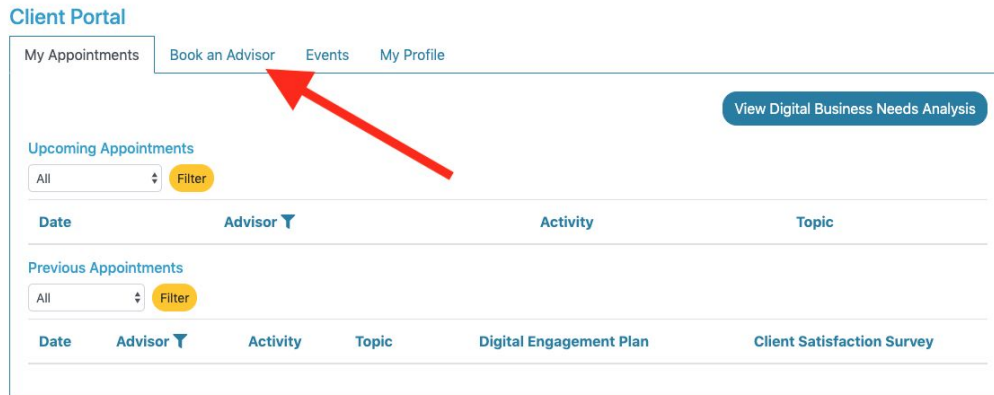 Client Portal
My Appointments Book an Advisor Events My Profile
View Digital Business Needs Analysis
Upcoming Appointments
All Filter
Date Advisor Activity Topic
Previous Appointments
All Filter
Date Advisor Activity Topic Digital Engagement Plan Client Satisfaction Survey